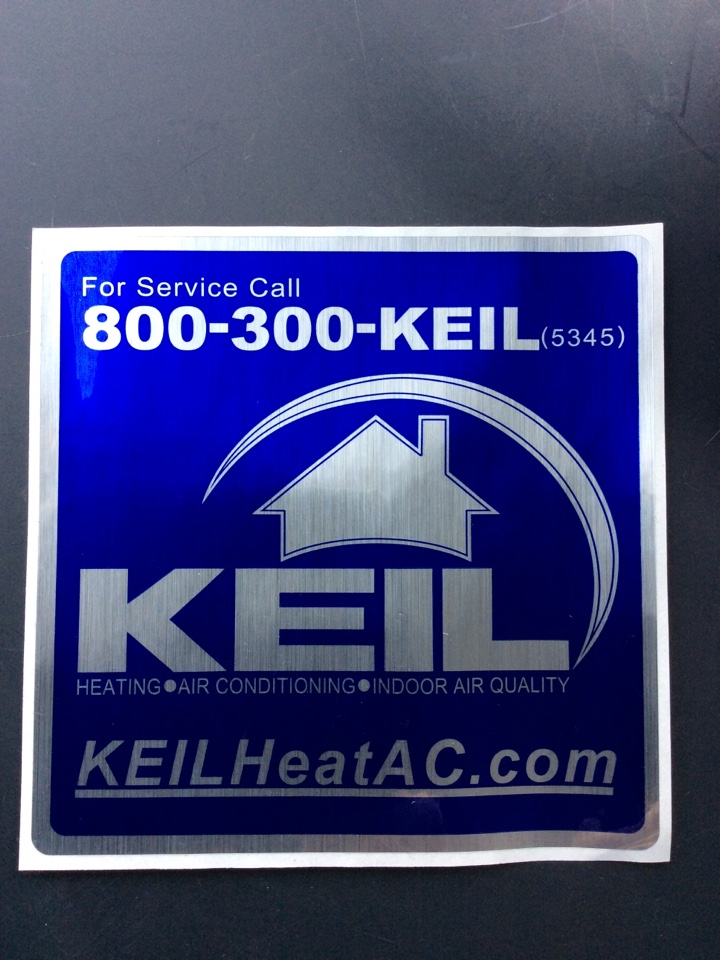 For Service Call
800-300-KEIL(5345)
KEIL
HEATING●AIR CONDITIONING●INDOOR AIR QUALITY
KEILHeatAC.com